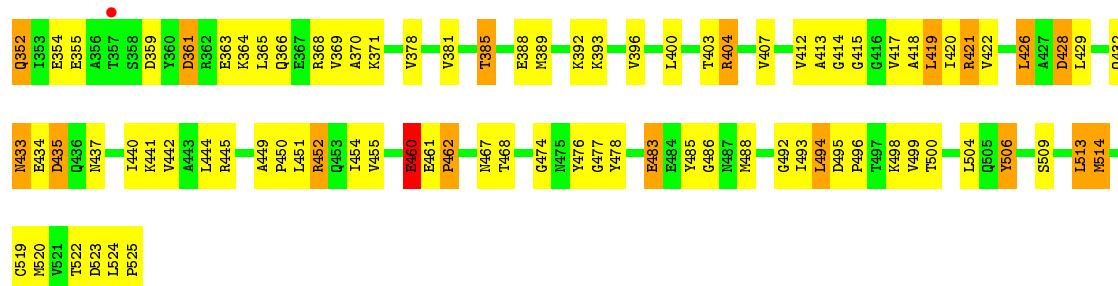 Q352 I353 E354 E355 A356 T357 S358 D359 Y360 D361 R362 E363 K364 L365 Q366 E367 R368 V369 A370 K371 V378 V381 T385 E388 M389 K392 K393 V396 L400 T403 R404 V407 V412 A413 G414 G415 G416 V417 A418 L419 I420 R421 V422 L426 A427 D428 L429
N433 E434 D435 Q436 N437 I440 K441 V442 A443 L444 R445 A449 P450 L451 R452 Q453 I454 V455 E460 E461 P462 N467 T468 G474 N475 Y476 G477 Y478 E483 E484 Y485 G486 N487 M488 G492 I493 L494 D495 P496 T497 K498 V499 T500 L504 Q505 Y506 S509 L513 M514
C519 M520 V521 T522 D523 L524 P525